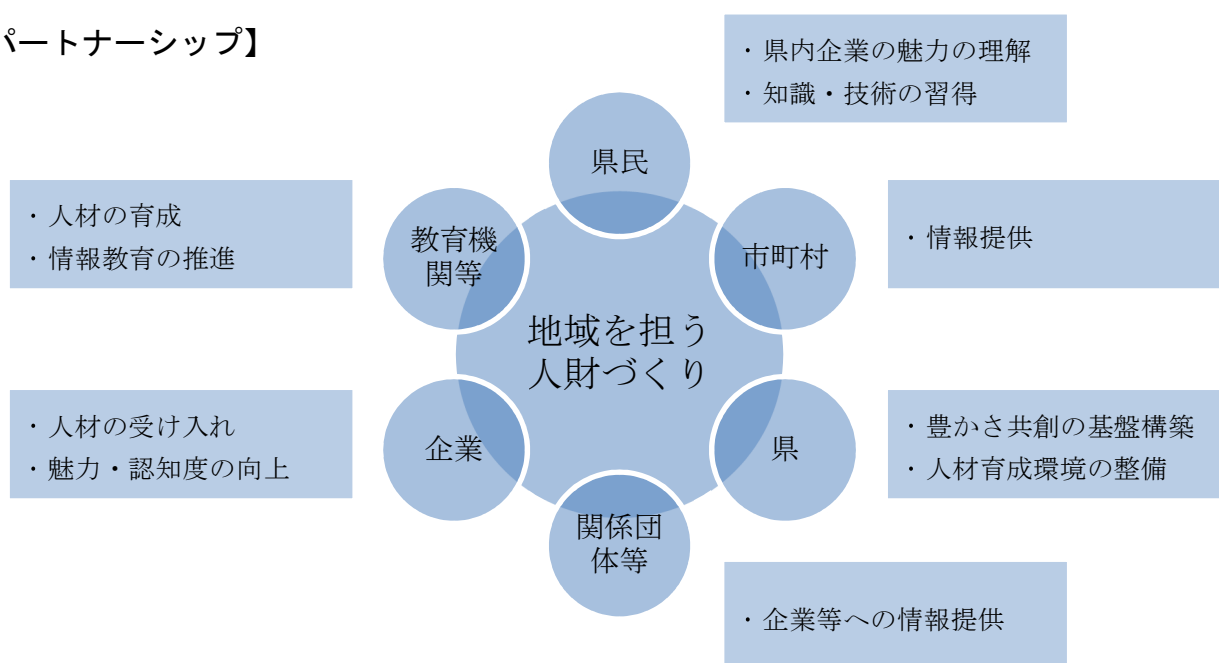 パートナーシップ】
・県内企業の魅力の理解
・知識・技術の習得
県民
・人材の育成
・情報教育の推進
教育機
関等
市町村
・情報提供
地域を担う
人財づくり
・人材の受け入れ
・魅力・認知度の向上
企業
県
・豊かさ共創の基盤構築
・人材育成環境の整備
関係団
体等
・企業等への情報提供